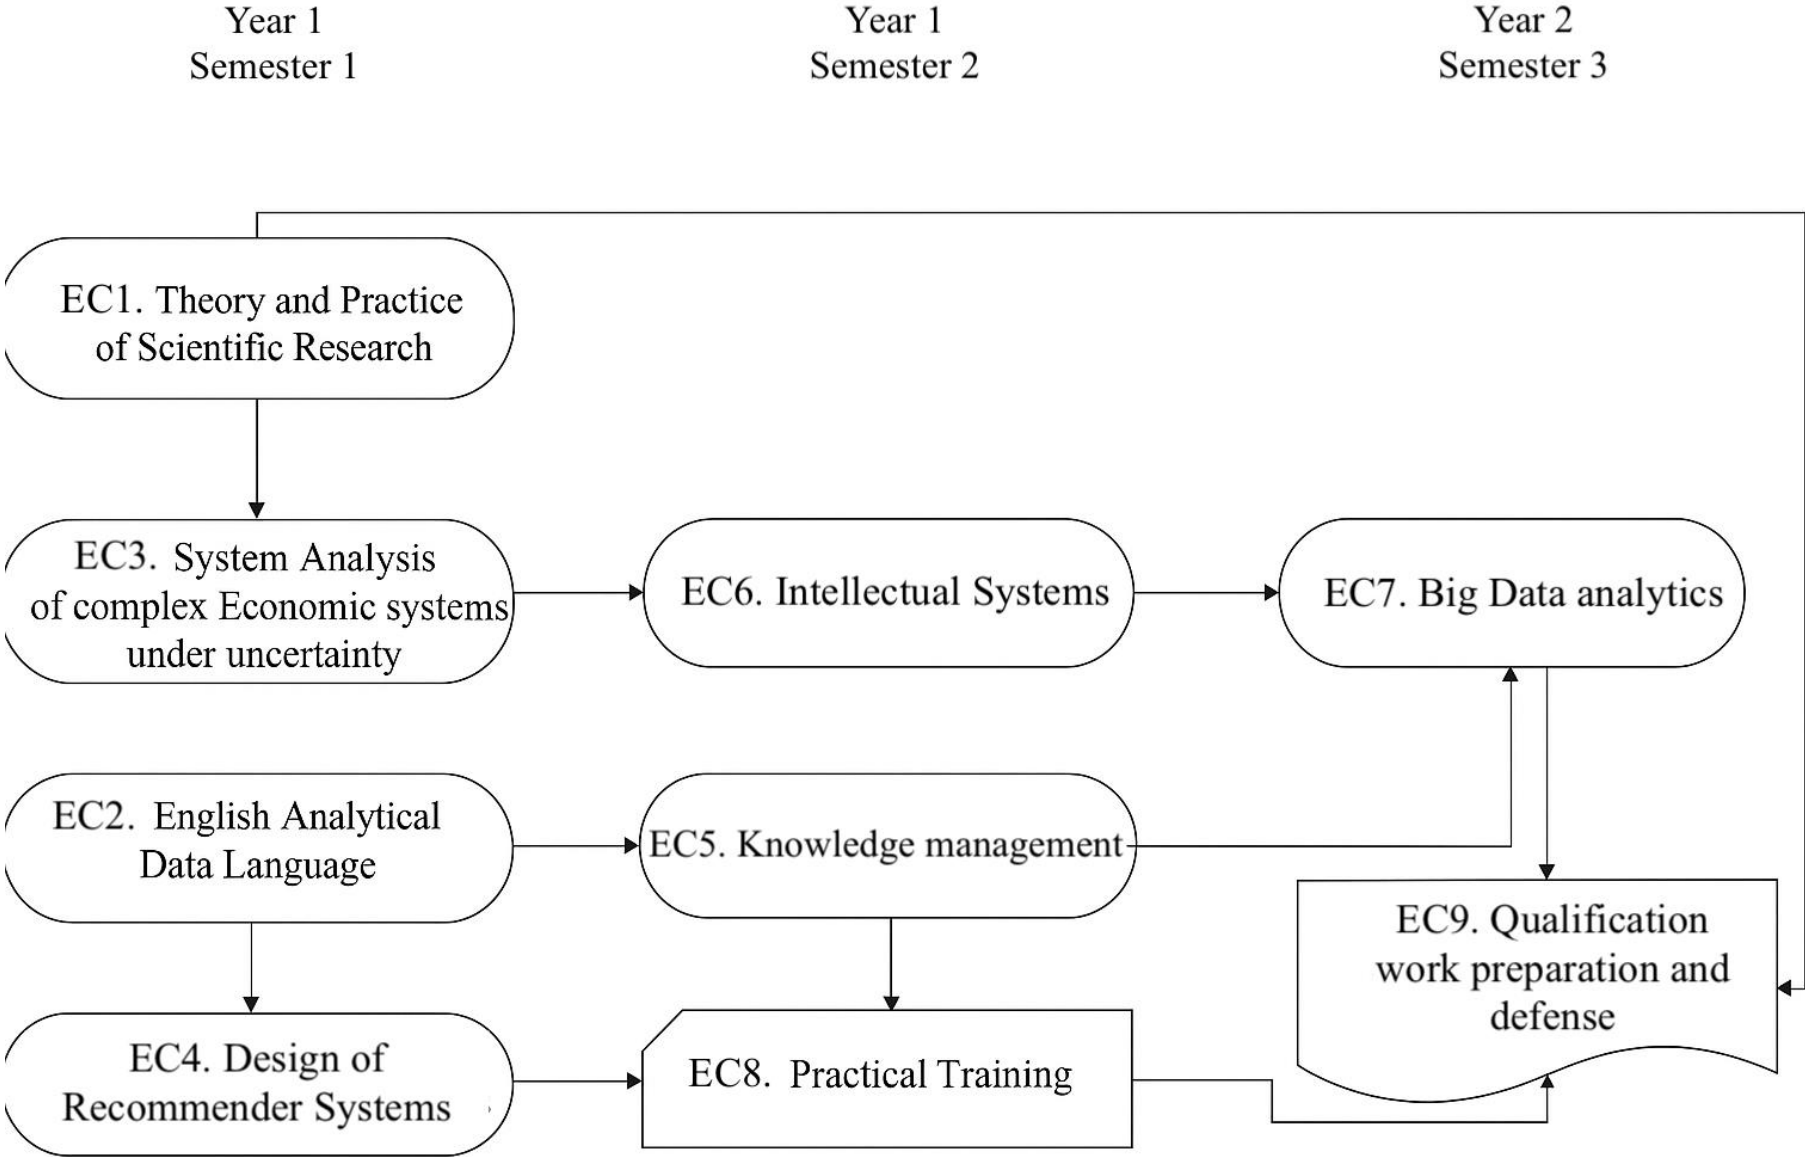 Year 1
Semester 1
Year 1
Semester 2
Year 2
Semester 3
EC1. Theory and Practice
of Scientific Research
EC3. System Analysis
of complex Economic systems
under uncertainty
EC6. Intellectual Systems
EC7. Big Data analytics
EC2. English Analytical
Data Language
EC5. Knowledge management
EC9. Qualification
work preparation and
defense
EC4. Design of
Recommender Systems
EC8. Practical Training